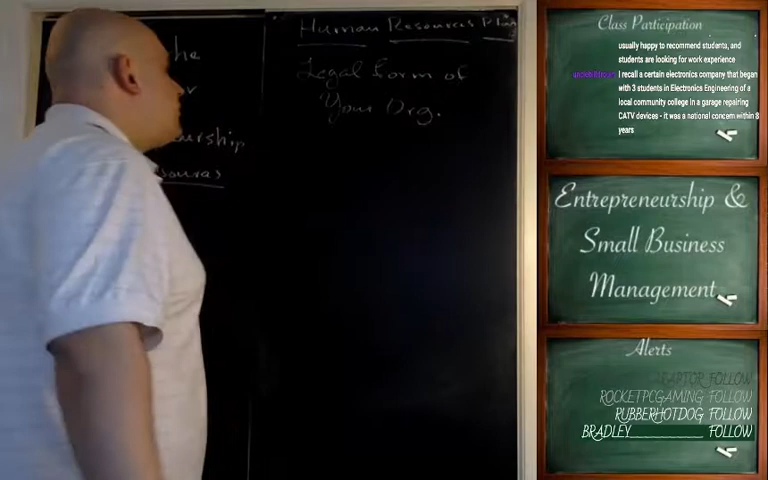 he
or
eurship
sources
Human Resources Plan
Legal form of
Your Org.
Class Participation
usually happy to recommend students, and
students are looking for work experience
I recall a certain electronics company that began
with 3 students in Electronics Engineering of a
local community college in a garage repairing
CATV devices - it was a national concern within 8
years
Entrepreneurship &
Small Business
Management
Alerts
RAPTOR FOLLOW
ROCKETPCGAMING FOLLOW
RUBBERHOTDOG FOLLOW
BRADLEY____________ FOLLOW